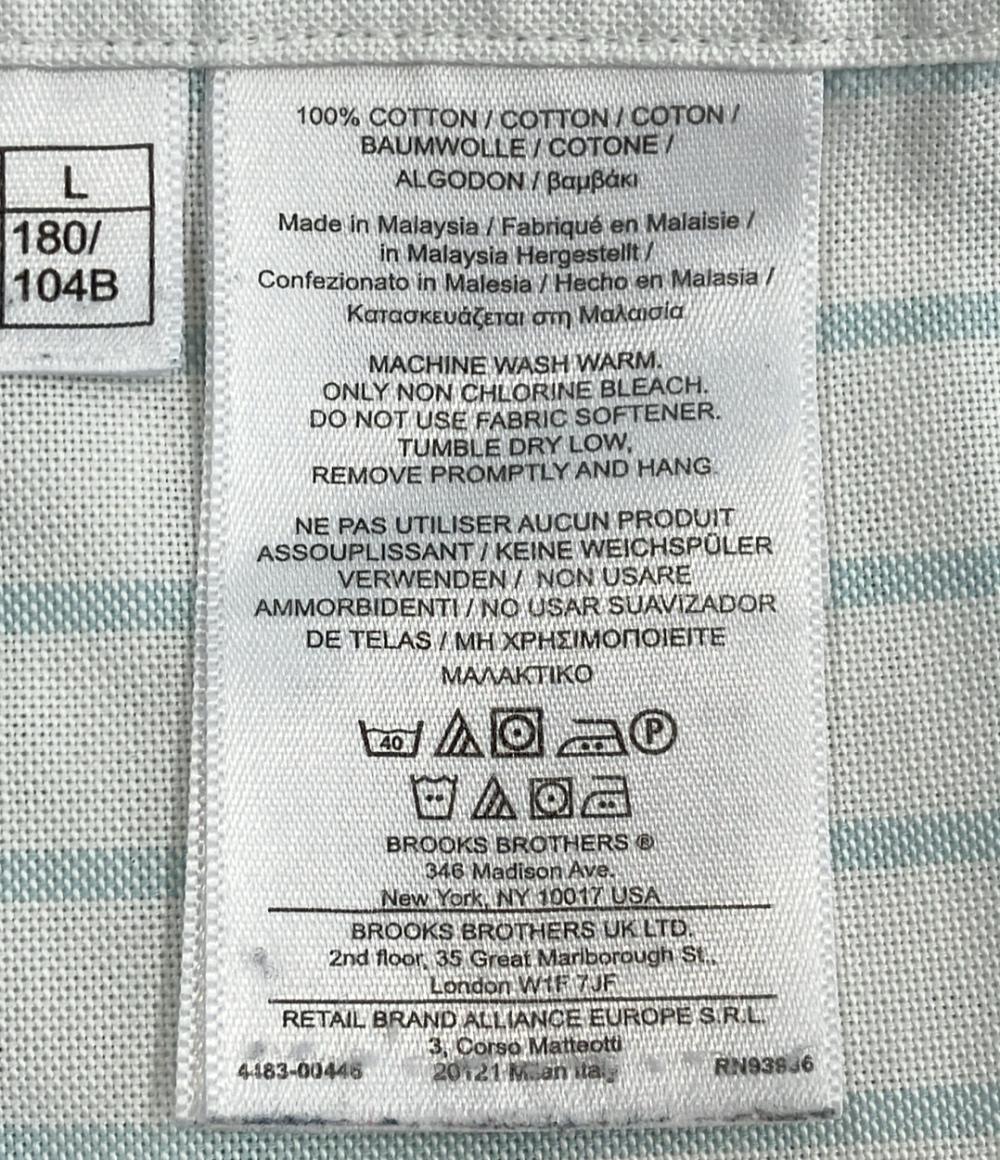 L
180/
104B
100% COTTON / COTTON / COTON /
BAUMWOLLE / COTONE /
ALGODON / βαμβάκι
Made in Malaysia / Fabriqué en Malaisie /
in Malaysia Hergestellt /
Confezionato in Malesia / Hecho en Malasia /
Κατασκευάζεται στη Μαλαισία
MACHINE WASH WARM.
ONLY NON CHLORINE BLEACH.
DO NOT USE FABRIC SOFTENER.
TUMBLE DRY LOW,
REMOVE PROMPTLY AND HANG.
NE PAS UTILISER AUCUN PRODUIT
ASSOUPLISSANT / KEINE WEICHSPÜLER
VERWENDEN / NON USARE
AMMORBIDENTI / NO USAR SUAVIZADOR
DE TELAS / ΜΗ ΧΡΗΣΙΜΟΠΟΙΕΙΤΕ
ΜΑΛΑΚΤΙΚΟ
40 P
BROOKS BROTHERS ®
346 Madison Ave.
New York, NY 10017 USA
BROOKS BROTHERS UK LTD.
2nd floor, 35 Great Marlborough St.,
London W1F 7JF
RETAIL BRAND ALLIANCE EUROPE S.R.L.
3, Corso Matteotti
20121